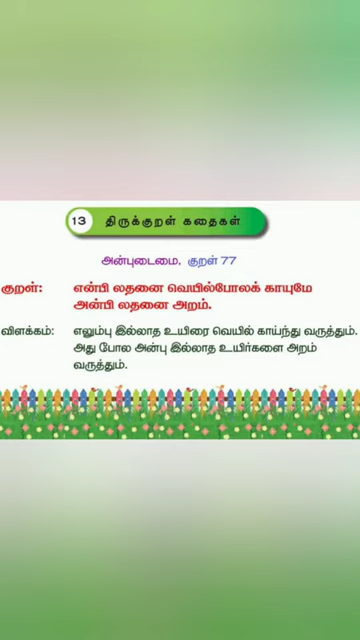 13 திருக்குறள் கதைகள்
அன்புடைமை, குறள் 77
குறள்: என்பி லதனை வெயில்போலக் காயுமே
அன்பி லதனை அறம்.
விளக்கம்: எலும்பு இல்லாத உயிரை வெயில் காய்ந்து வருத்தும்.
அது போல அன்பு இல்லாத உயிர்களை அறம்
வருத்தும்.